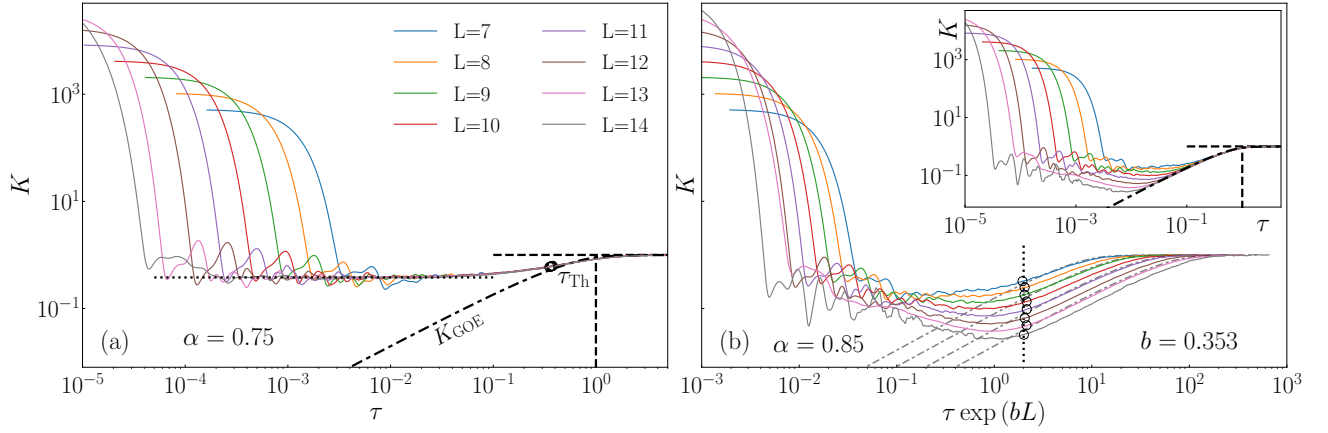 K
10^3
10^1
10^{-1}
L=7
L=8
L=9
L=10
L=11
L=12
L=13
L=14
τ_Th
K_GOE
(a)
α = 0.75
10^{-5}
10^{-4}
10^{-3}
10^{-2}
10^{-1}
10^0
τ
K
(b)
α = 0.85
b = 0.353
10^{-3}
10^{-2}
10^{-1}
10^0
10^1
10^2
10^3
τ exp (bL)
K
10^3
10^1
10^{-1}
10^{-5}
10^{-3}
10^{-1}
τ